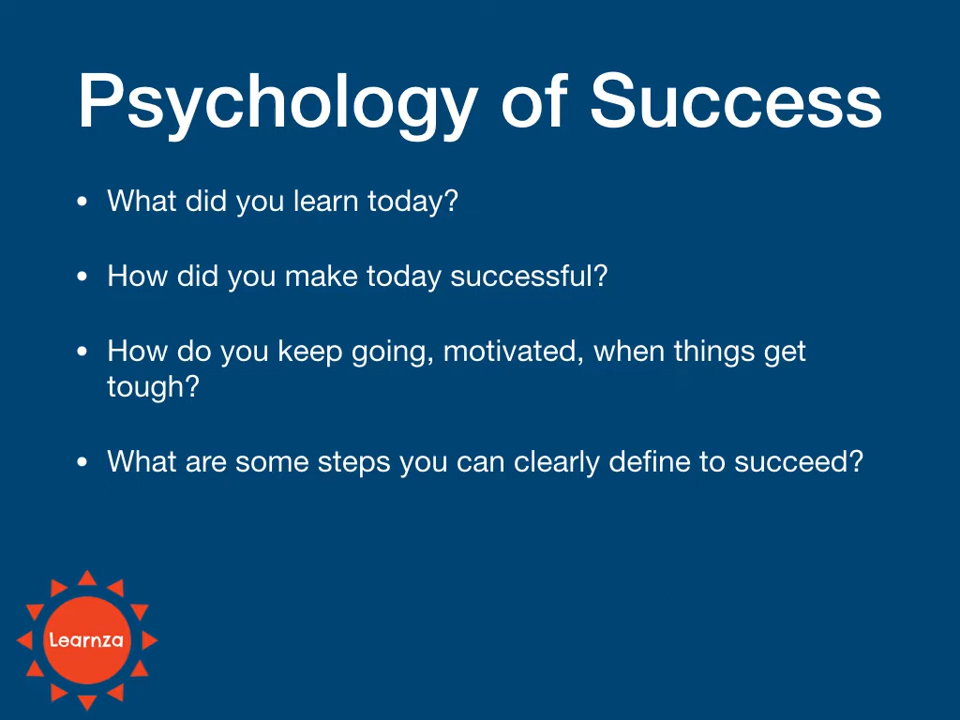 Psychology of Success
• What did you learn today?
• How did you make today successful?
• How do you keep going, motivated, when things get
tough?
• What are some steps you can clearly define to succeed?
Learnza